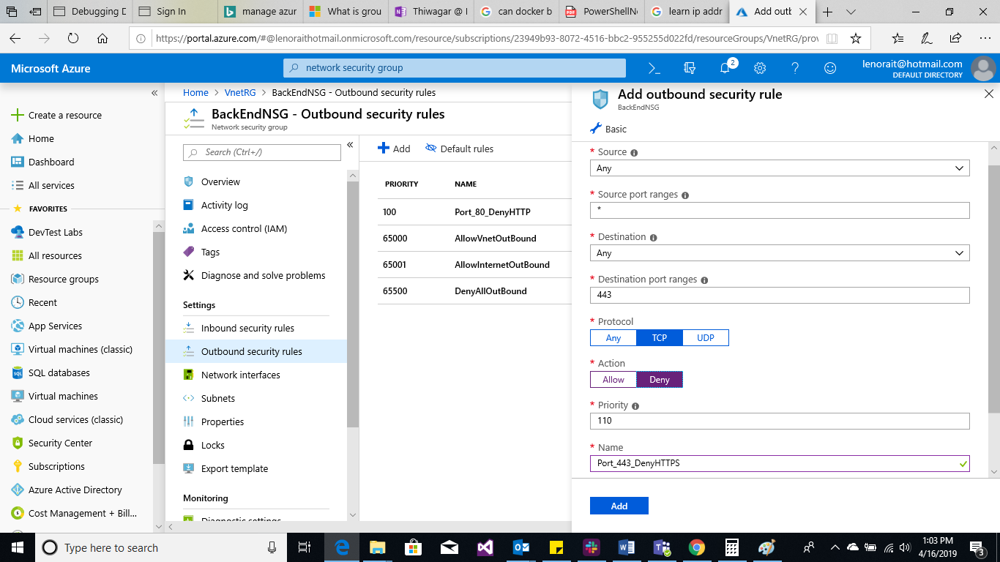 Debugging D
Sign In
manage azur
What is grou
Thiwagar @ I
can docker b
PowerShellNo
learn ip addr
Add outb
https://portal.azure.com/#@lenoraithotmail.onmicrosoft.com/resource/subscriptions/23949b93-8072-4516-bbc2-955255d022fd/resourceGroups/VnetRG/prov
Microsoft Azure
network security group
2
lenorait@hotmail.com
DEFAULT DIRECTORY
Create a resource
Home
Dashboard
All services
FAVORITES
DevTest Labs
All resources
Resource groups
Recent
App Services
Virtual machines (classic)
SQL databases
Virtual machines
Cloud services (classic)
Security Center
Subscriptions
Azure Active Directory
Cost Management + Bill...
Home > VnetRG > BackEndNSG - Outbound security rules
BackEndNSG - Outbound security rules
Network security group
Search (Ctrl+/)
Overview
Activity log
Access control (IAM)
Tags
Diagnose and solve problems
Settings
Inbound security rules
Outbound security rules
Network interfaces
Subnets
Properties
Locks
Export template
Monitoring
Diagnostic settings
Add Default rules
PRIORITY NAME
100 Port_80_DenyHTTP
65000 AllowVnetOutBound
65001 AllowInternetOutBound
65500 DenyAllOutBound
Add outbound security rule
BackEndNSG
Basic
* Source
Any
* Source port ranges
*
* Destination
Any
* Destination port ranges
443
* Protocol
Any TCP UDP
* Action
Allow Deny
* Priority
110
* Name
Port_443_DenyHTTPS
Add
Type here to search
1:03 PM
4/16/2019
3